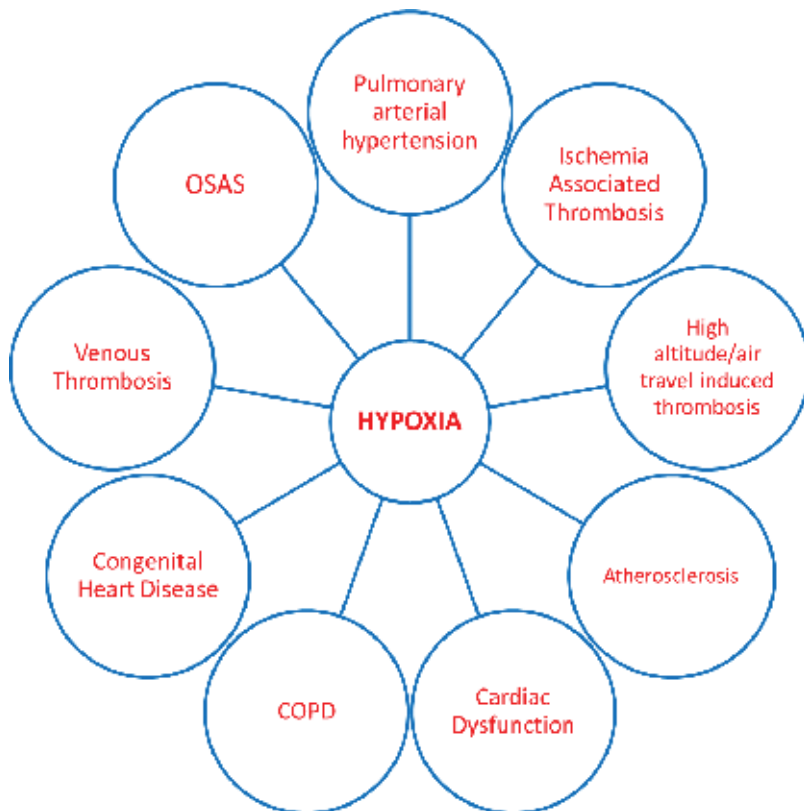 Pulmonary
arterial
hypertension
Ischemia
Associated
Thrombosis
High
altitude/air
travel induced
thrombosis
Atherosclerosis
Cardiac
Dysfunction
COPD
Congenital
Heart Disease
Venous
Thrombosis
OSAS
HYPOXIA